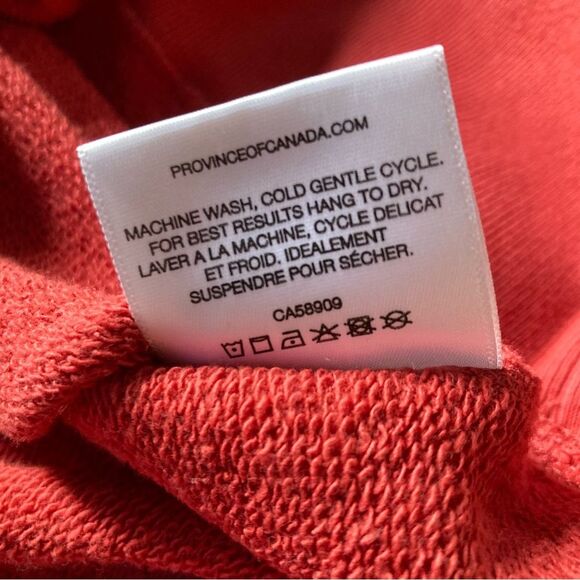 PROVINCEOFCANADA.COM
MACHINE WASH, COLD GENTLE CYCLE.
FOR BEST RESULTS HANG TO DRY.
LAVER A LA MACHINE, CYCLE DELICAT
ET FROID. IDEALEMENT
SUSPENDRE POUR SÉCHER.
CA58909